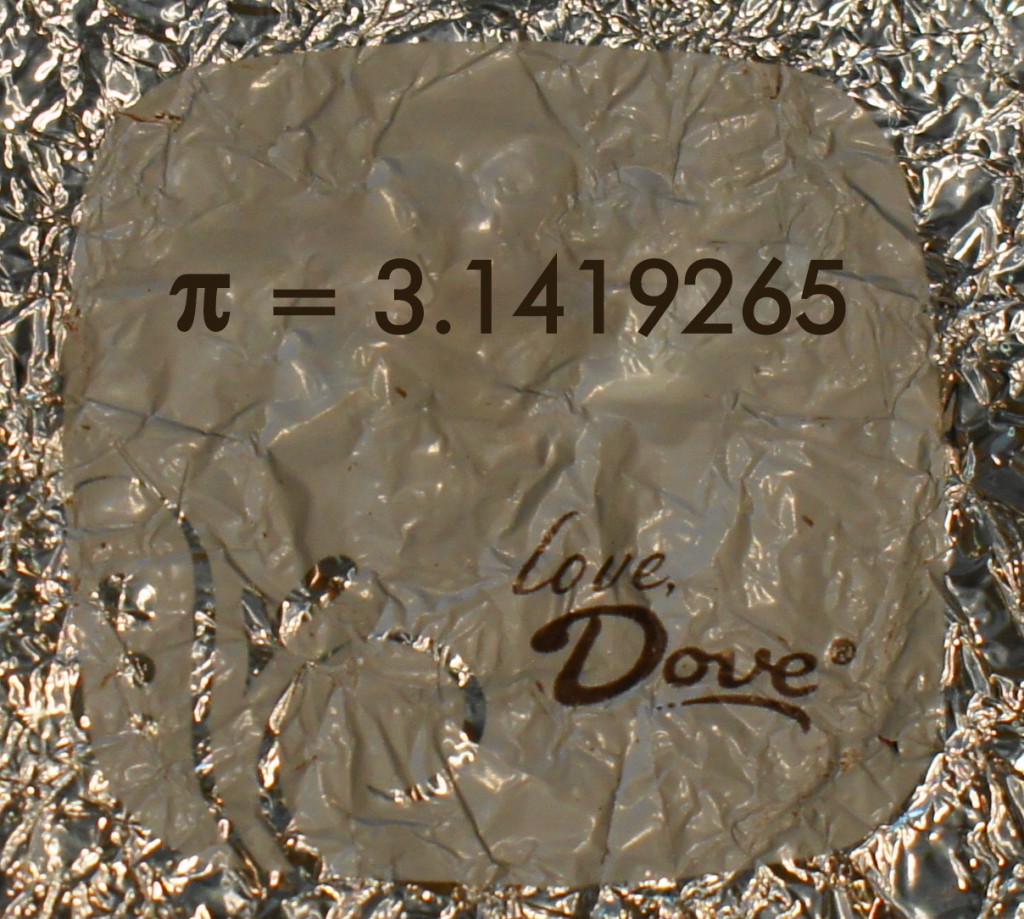 π = 3.1419265
Love,
Dove®